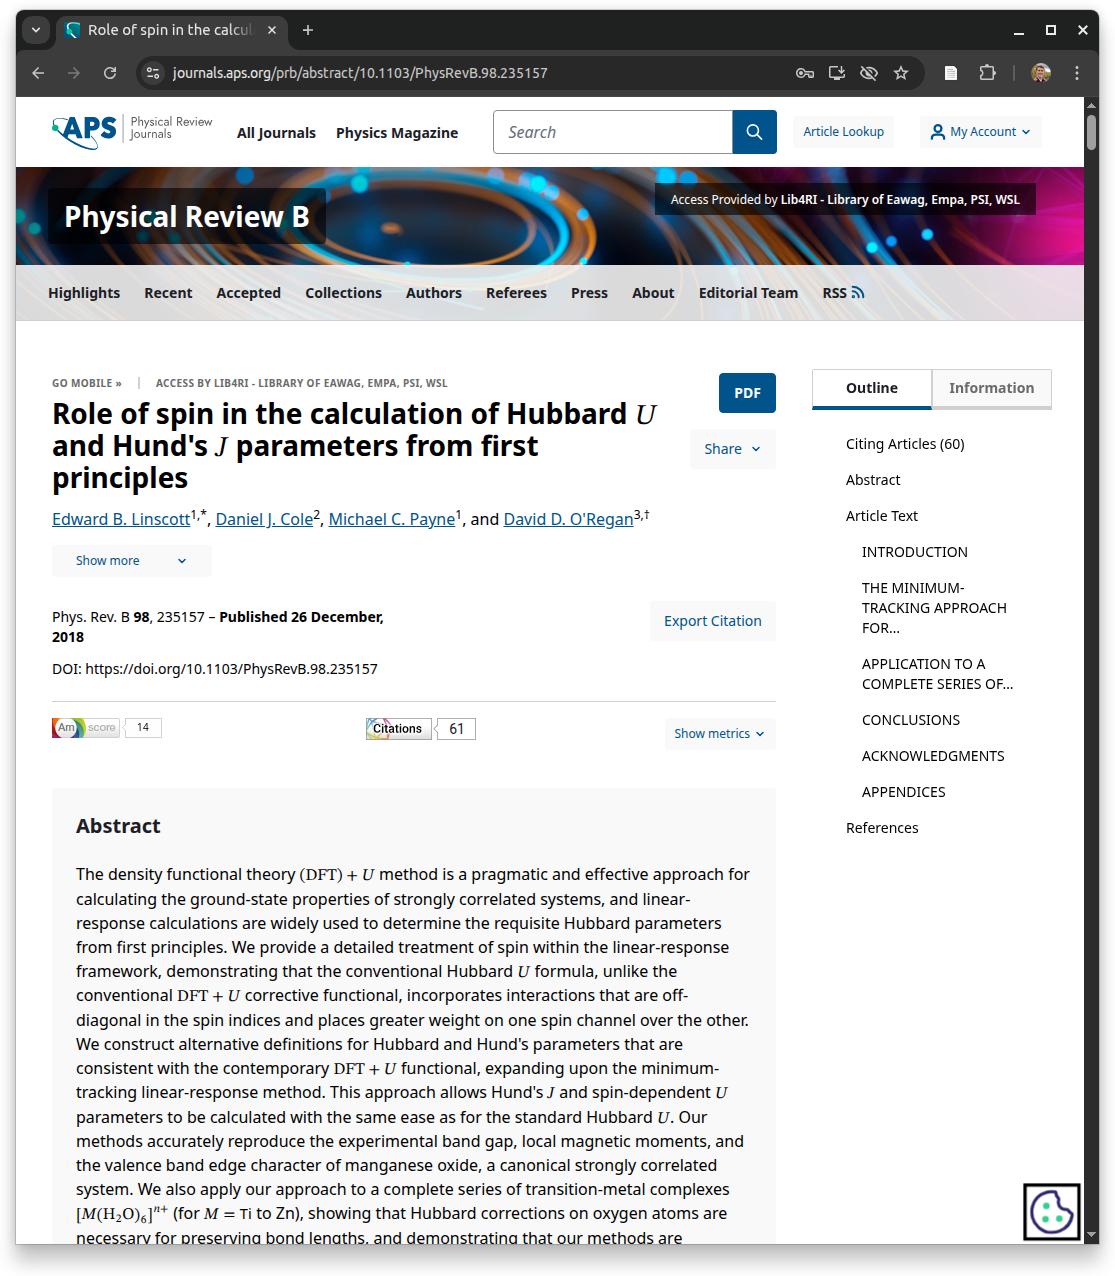 Role of spin in the calcul
journals.aps.org/prb/abstract/10.1103/PhysRevB.98.235157
APS Physical Review Journals
All Journals
Physics Magazine
Search
Article Lookup
My Account
Physical Review B
Access Provided by Lib4RI - Library of Eawag, Empa, PSI, WSL
Highlights Recent Accepted Collections Authors Referees Press About Editorial Team RSS
GO MOBILE » | ACCESS BY LIB4RI - LIBRARY OF EAWAG, EMPA, PSI, WSL
Role of spin in the calculation of Hubbard U
and Hund's J parameters from first
principles
PDF
Share
Edward B. Linscott1,*, Daniel J. Cole2, Michael C. Payne1, and David D. O'Regan3,†
Show more
Phys. Rev. B 98, 235157 – Published 26 December,
2018
Export Citation
DOI: https://doi.org/10.1103/PhysRevB.98.235157
Am score 14
Citations 61
Show metrics
Abstract
The density functional theory (DFT) + U method is a pragmatic and effective approach for
calculating the ground-state properties of strongly correlated systems, and linear-
response calculations are widely used to determine the requisite Hubbard parameters
from first principles. We provide a detailed treatment of spin within the linear-response
framework, demonstrating that the conventional Hubbard U formula, unlike the
conventional DFT + U corrective functional, incorporates interactions that are off-
diagonal in the spin indices and places greater weight on one spin channel over the other.
We construct alternative definitions for Hubbard and Hund's parameters that are
consistent with the contemporary DFT + U functional, expanding upon the minimum-
tracking linear-response method. This approach allows Hund's J and spin-dependent U
parameters to be calculated with the same ease as for the standard Hubbard U. Our
methods accurately reproduce the experimental band gap, local magnetic moments, and
the valence band edge character of manganese oxide, a canonical strongly correlated
system. We also apply our approach to a complete series of transition-metal complexes
[M(H₂O)₆]ⁿ⁺ (for M = Ti to Zn), showing that Hubbard corrections on oxygen atoms are
necessary for preserving bond lengths, and demonstrating that our methods are
Outline
Information
Citing Articles (60)
Abstract
Article Text
INTRODUCTION
THE MINIMUM-
TRACKING APPROACH
FOR...
APPLICATION TO A
COMPLETE SERIES OF...
CONCLUSIONS
ACKNOWLEDGMENTS
APPENDICES
References